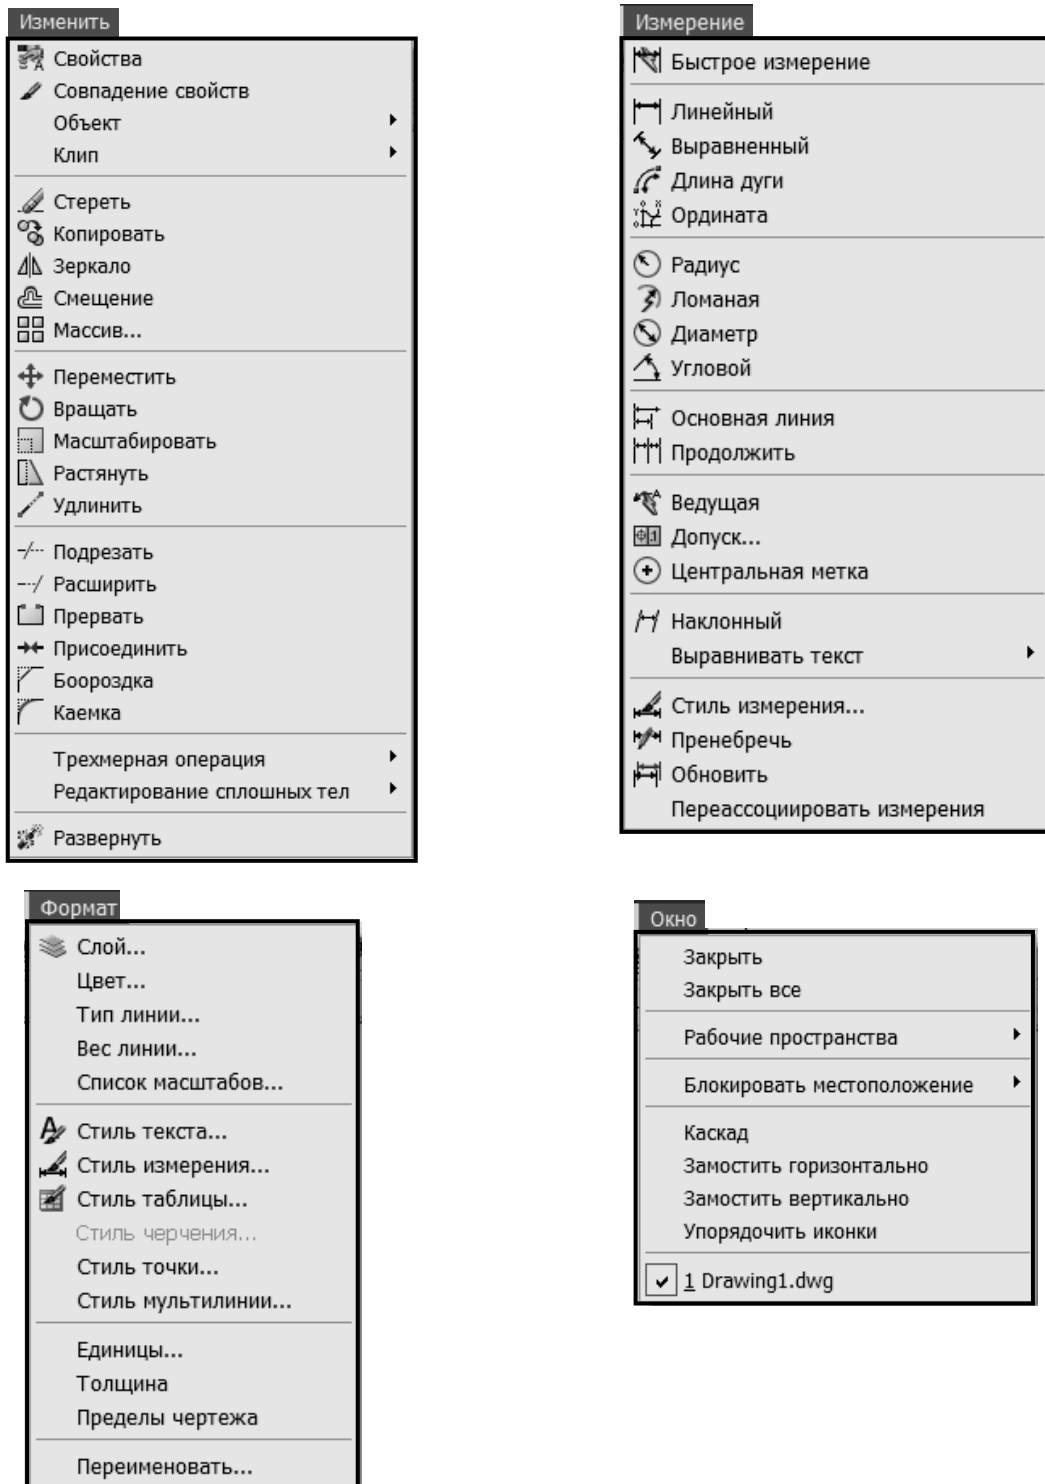 Изменить
Свойства
Совпадение свойств
Объект
Клип
Стереть
Копировать
Зеркало
Смещение
Массив...
Переместить
Вращать
Масштабировать
Растянуть
Удлинить
Подрезать
Расширить
Прервать
Присоединить
Боороздка
Каемка
Трехмерная операция
Редактирование сплошных тел
Развернуть
Измерение
Быстрое измерение
Линейный
Выравненный
Длина дуги
Ордината
Радиус
Ломаная
Диаметр
Угловой
Основная линия
Продолжить
Ведущая
Допуск...
Центральная метка
Наклонный
Выравнивать текст
Стиль измерения...
Пренебречь
Обновить
Переассоциировать измерения
Формат
Слой...
Цвет...
Тип линии...
Вес линии...
Список масштабов...
Стиль текста...
Стиль измерения...
Стиль таблицы...
Стиль черчения...
Стиль точки...
Стиль мультилинии...
Единицы...
Толщина
Пределы чертежа
Переименовать...
Окно
Закрыть
Закрыть все
Рабочие пространства
Блокировать местоположение
Каскад
Замостить горизонтально
Замостить вертикально
Упорядочить иконки
1 Drawing1.dwg